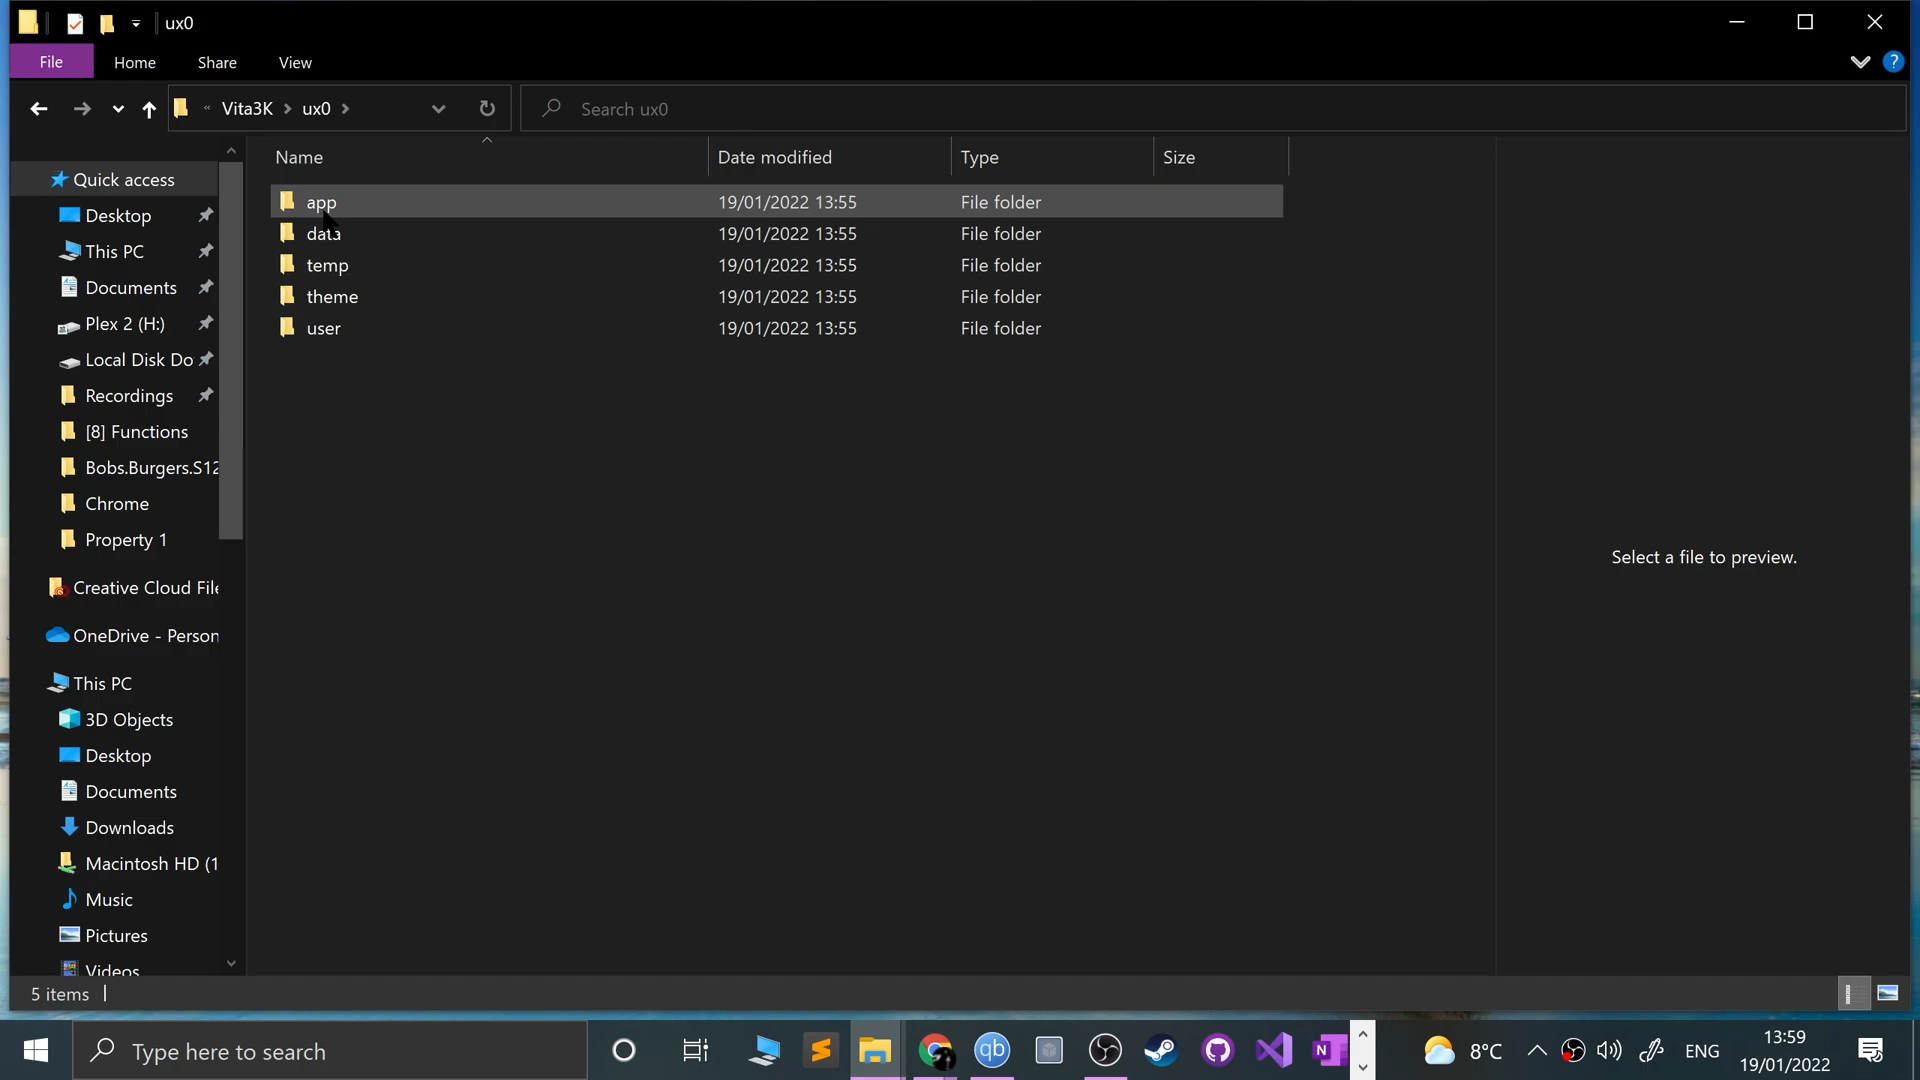 ux0
File Home Share View
« Vita3K > ux0 > Search ux0
Name Date modified Type Size
app 19/01/2022 13:55 File folder
data 19/01/2022 13:55 File folder
temp 19/01/2022 13:55 File folder
theme 19/01/2022 13:55 File folder
user 19/01/2022 13:55 File folder
Quick access
Desktop
This PC
Documents
Plex 2 (H:)
Local Disk Do
Recordings
[8] Functions
Bobs.Burgers.S12
Chrome
Property 1
Creative Cloud File
OneDrive - Person
This PC
3D Objects
Desktop
Documents
Downloads
Macintosh HD (1
Music
Pictures
Videos
Select a file to preview.
5 items
Type here to search
qb
N
8°C
ENG
13:59
19/01/2022